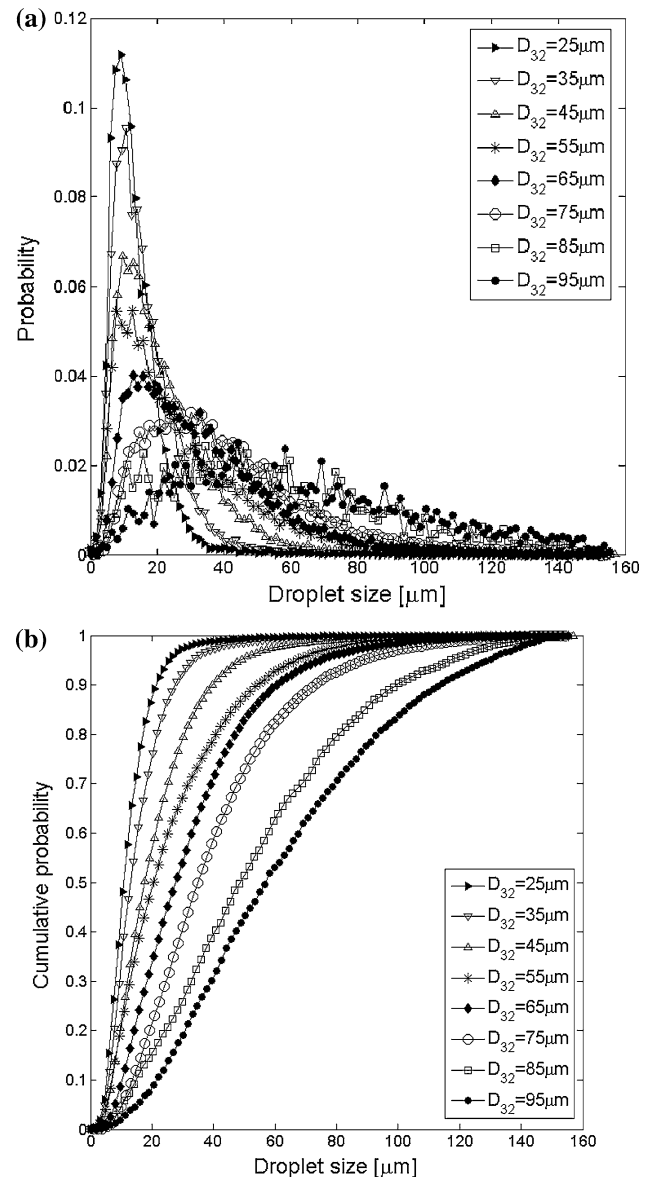 (a)
0.12
0.1
0.08
0.06
0.04
0.02
0
Probability
0 20 40 60 80 100 120 140 160
Droplet size [μm]
D32=25μm
D32=35μm
D32=45μm
D32=55μm
D32=65μm
D32=75μm
D32=85μm
D32=95μm
(b)
1
0.9
0.8
0.7
0.6
0.5
0.4
0.3
0.2
0.1
0
Cumulative probability
0 20 40 60 80 100 120 140 160
Droplet size [μm]
D32=25μm
D32=35μm
D32=45μm
D32=55μm
D32=65μm
D32=75μm
D32=85μm
D32=95μm